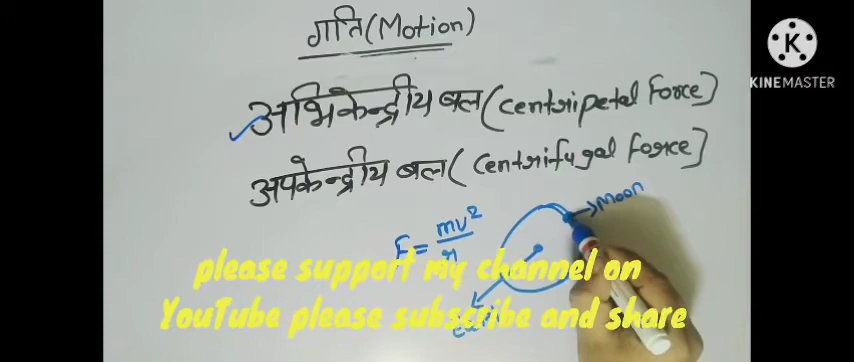 गति (Motion)
K
KINEMASTER
अभिकेन्द्रीय बल (Centripetal Force)
अपकेन्द्रीय बल (Centrifugal Force)
F = mv²/r
Moon
please support my channel on
YouTube please subscribe and share